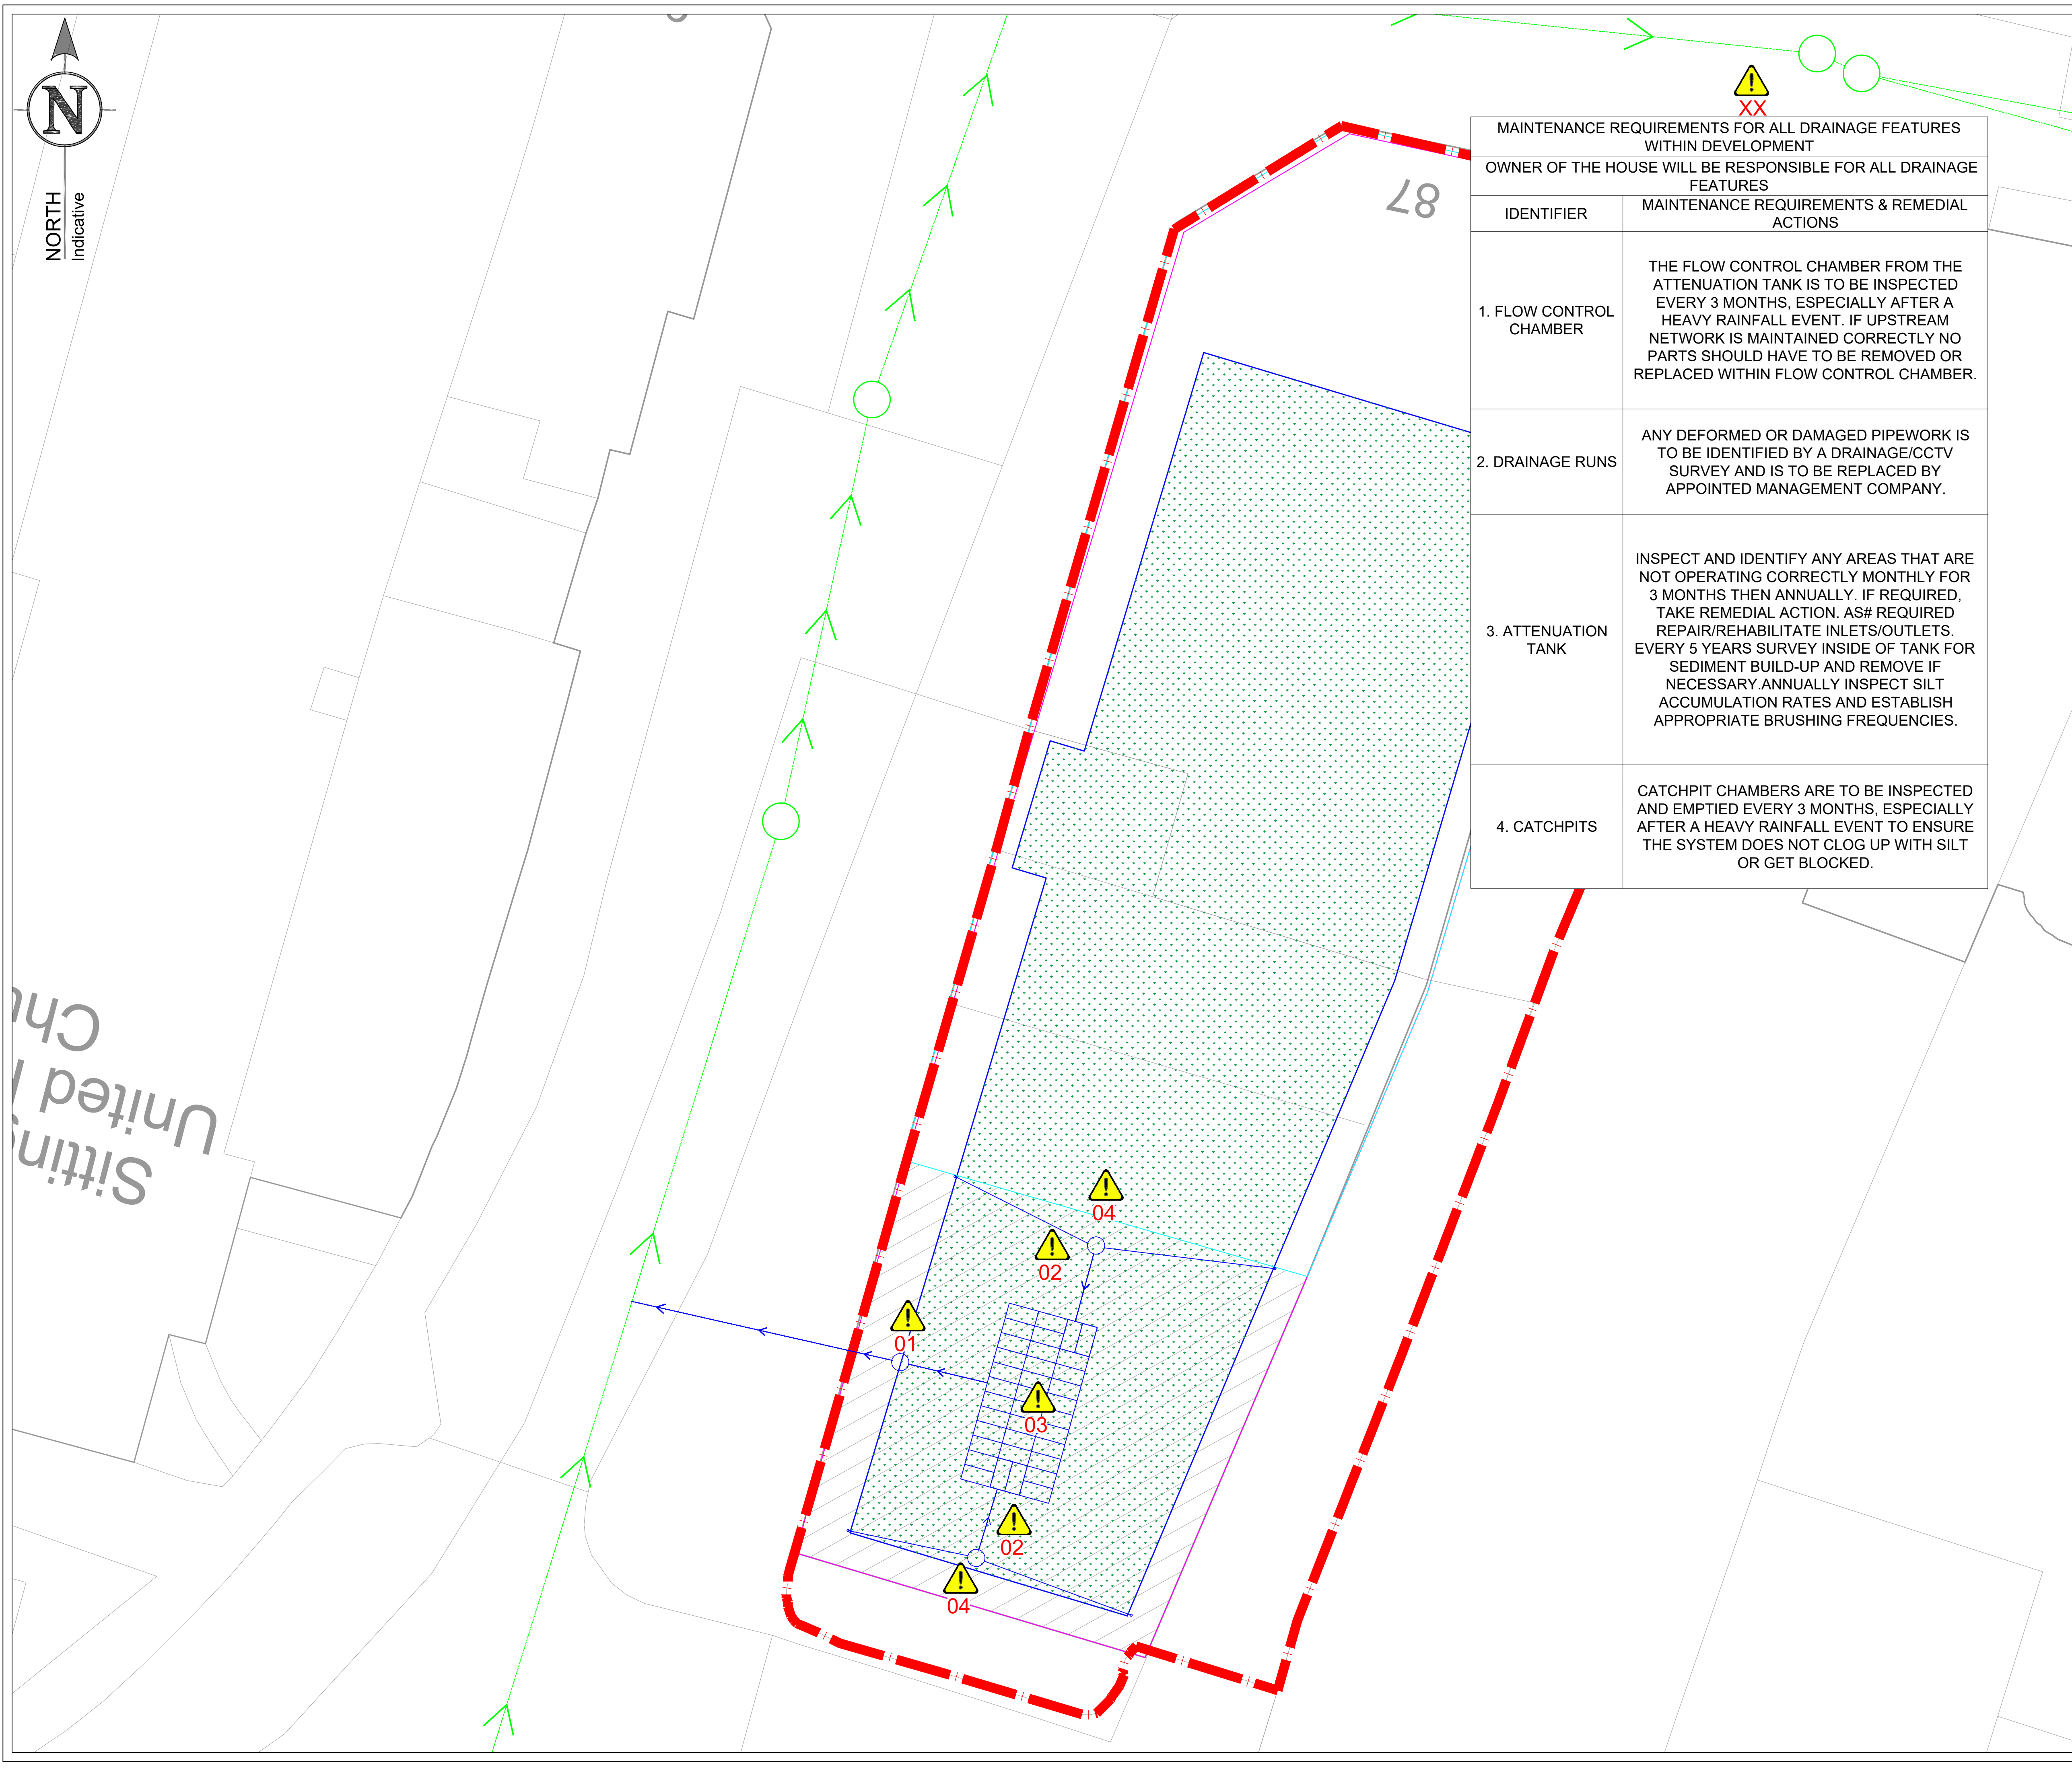 N
NORTH
Indicative
XX
MAINTENANCE REQUIREMENTS FOR ALL DRAINAGE FEATURES
WITHIN DEVELOPMENT
OWNER OF THE HOUSE WILL BE RESPONSIBLE FOR ALL DRAINAGE
FEATURES
IDENTIFIER
MAINTENANCE REQUIREMENTS & REMEDIAL
ACTIONS
1. FLOW CONTROL
CHAMBER
THE FLOW CONTROL CHAMBER FROM THE
ATTENUATION TANK IS TO BE INSPECTED
EVERY 3 MONTHS, ESPECIALLY AFTER A
HEAVY RAINFALL EVENT. IF UPSTREAM
NETWORK IS MAINTAINED CORRECTLY NO
PARTS SHOULD HAVE TO BE REMOVED OR
REPLACED WITHIN FLOW CONTROL CHAMBER.
2. DRAINAGE RUNS
ANY DEFORMED OR DAMAGED PIPEWORK IS
TO BE IDENTIFIED BY A DRAINAGE/CCTV
SURVEY AND IS TO BE REPLACED BY
APPOINTED MANAGEMENT COMPANY.
3. ATTENUATION
TANK
INSPECT AND IDENTIFY ANY AREAS THAT ARE
NOT OPERATING CORRECTLY MONTHLY FOR
3 MONTHS THEN ANNUALLY. IF REQUIRED,
TAKE REMEDIAL ACTION. AS# REQUIRED
REPAIR/REHABILITATE INLETS/OUTLETS.
EVERY 5 YEARS SURVEY INSIDE OF TANK FOR
SEDIMENT BUILD-UP AND REMOVE IF
NECESSARY.ANNUALLY INSPECT SILT
ACCUMULATION RATES AND ESTABLISH
APPROPRIATE BRUSHING FREQUENCIES.
4. CATCHPITS
CATCHPIT CHAMBERS ARE TO BE INSPECTED
AND EMPTIED EVERY 3 MONTHS, ESPECIALLY
AFTER A HEAVY RAINFALL EVENT TO ENSURE
THE SYSTEM DOES NOT CLOG UP WITH SILT
OR GET BLOCKED.
87
Sittin
United
Chu
04
02
01
03
02
04